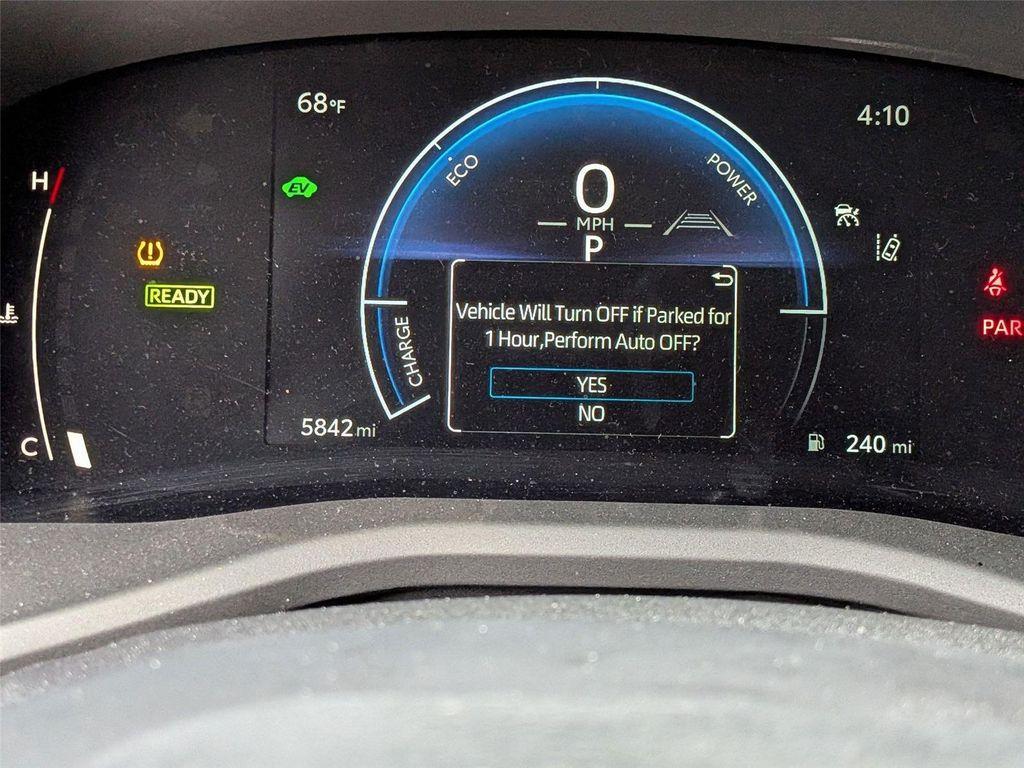 68°F
4:10
ECO
POWER
H
EV
0
MPH
P
READY
Vehicle Will Turn OFF if Parked for
1 Hour,Perform Auto OFF?
PAR
CHARGE
YES
NO
5842 mi
C
240 mi